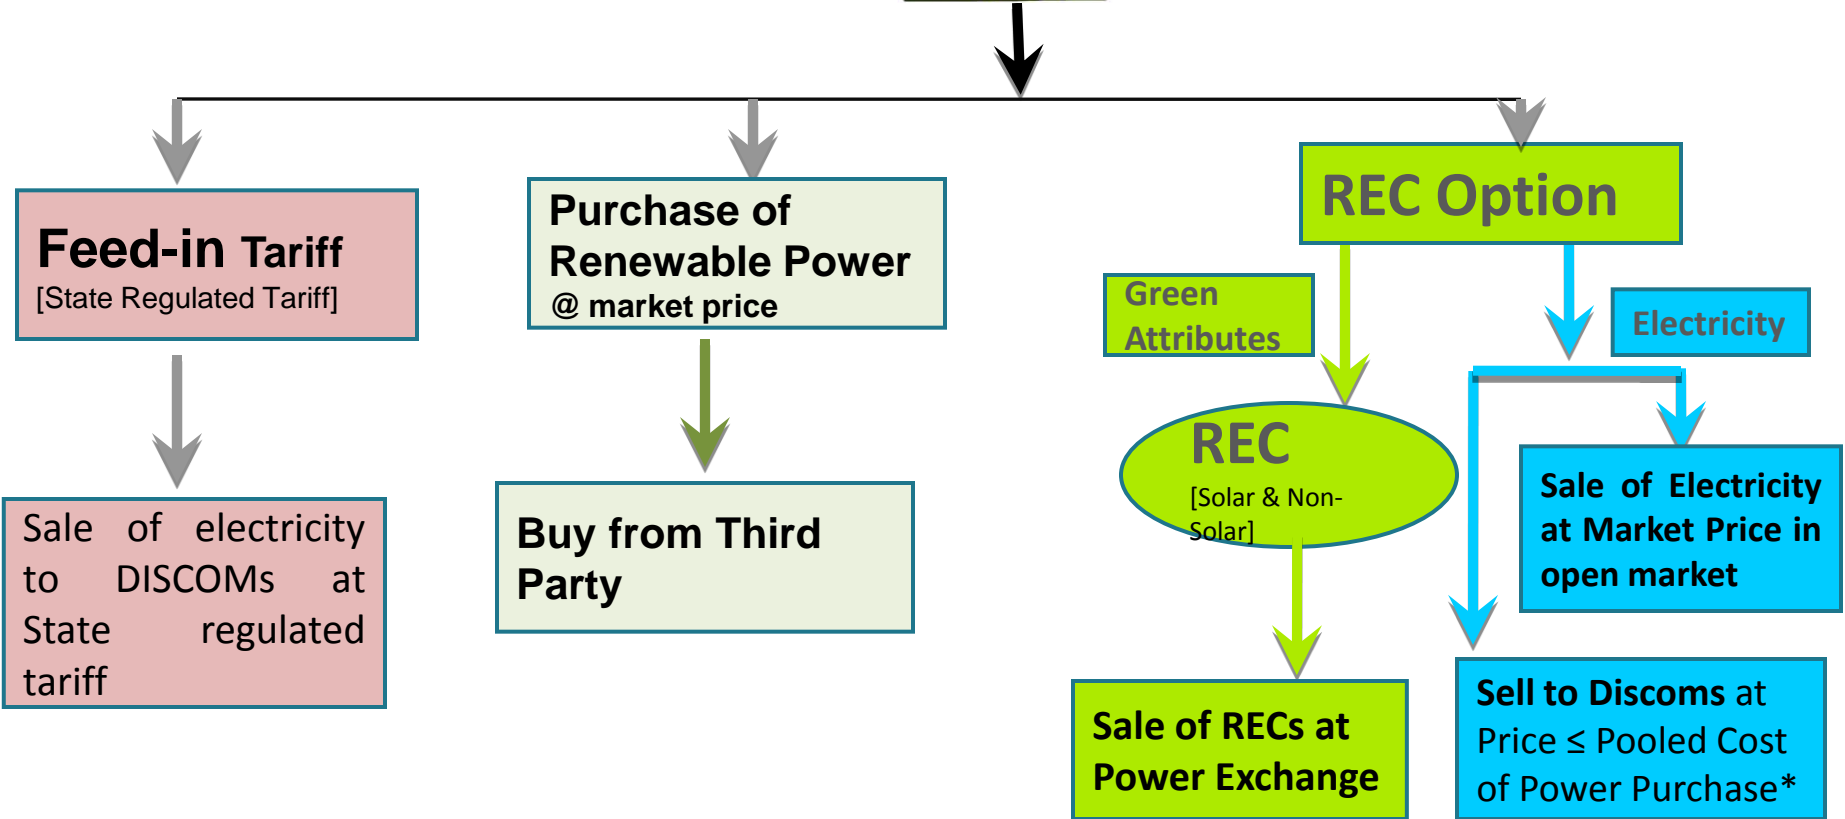 Feed-in Tariff
[State Regulated Tariff]
Sale of electricity
to DISCOMs at
State regulated
tariff
Purchase of
Renewable Power
@ market price
Buy from Third
Party
REC Option
Green
Attributes
Electricity
REC
[Solar & Non-
Solar]
Sale of RECs at
Power Exchange
Sale of Electricity
at Market Price in
open market
Sell to Discoms at
Price ≤ Pooled Cost
of Power Purchase*